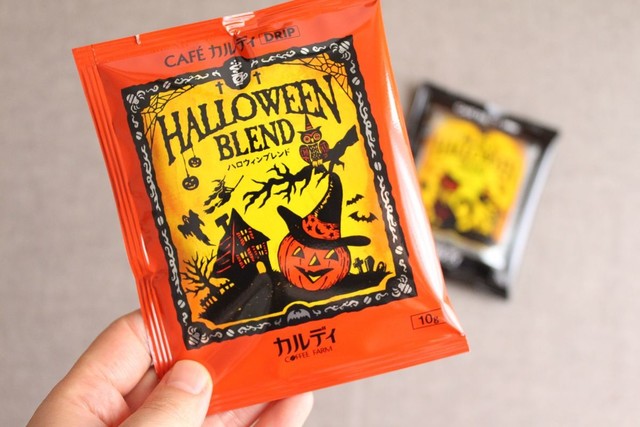 CAFÉ カルディ DRIP
HALLOWEEN
BLEND
ハロウィンブレンド
10g
カルディ
COFFEE FARM